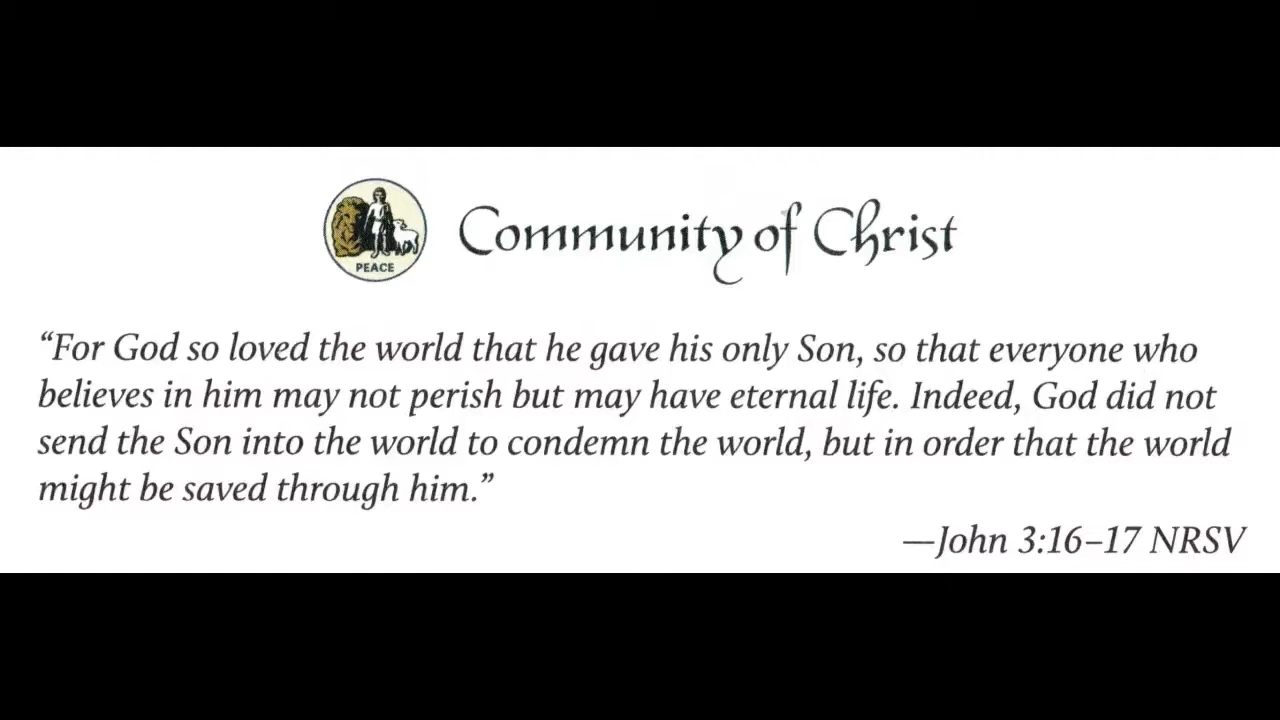 PEACE
Community of Christ
“For God so loved the world that he gave his only Son, so that everyone who
believes in him may not perish but may have eternal life. Indeed, God did not
send the Son into the world to condemn the world, but in order that the world
might be saved through him.”
—John 3:16–17 NRSV